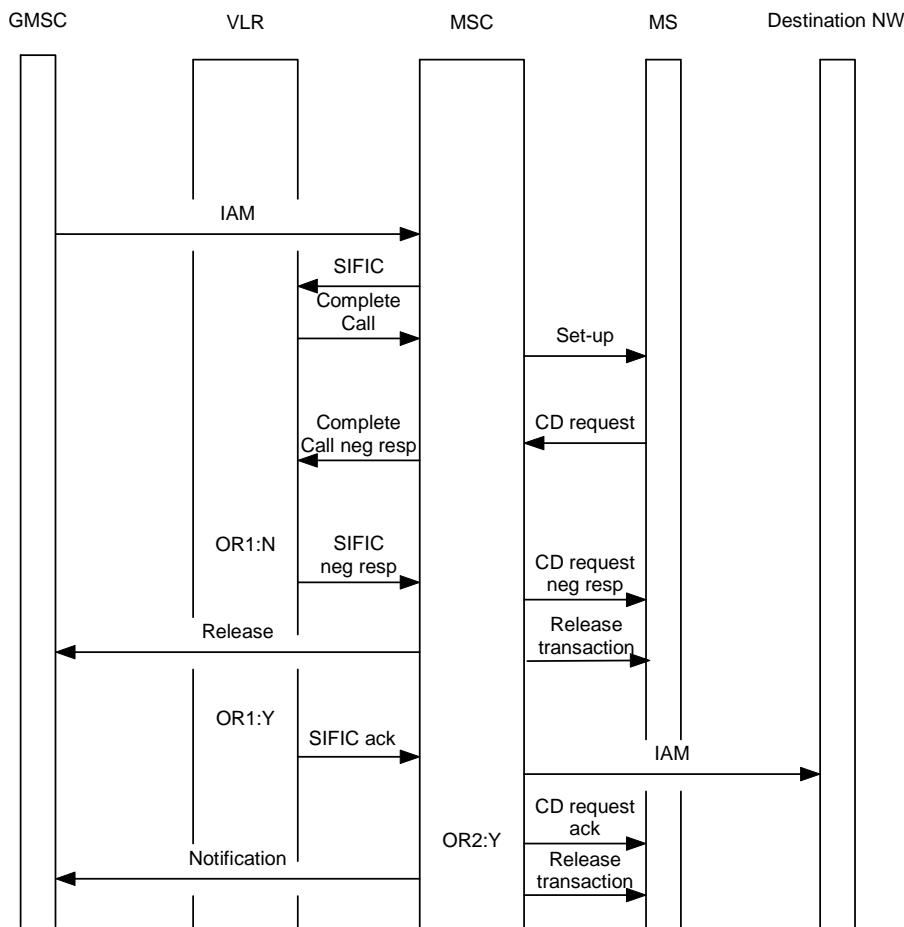 GMSC
VLR
MSC
MS
Destination NW
IAM
SIFIC
Complete
Call
Set-up
Complete
Call neg resp
CD request
OR1:N
SIFIC
neg resp
CD request
neg resp
Release
Release
transaction
OR1:Y
SIFIC ack
IAM
CD request
ack
OR2:Y
Notification
Release
transaction